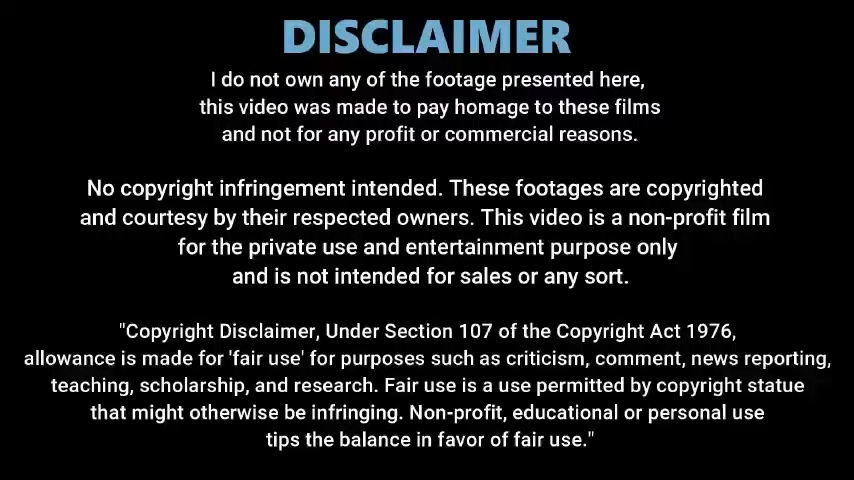 DISCLAIMER
I do not own any of the footage presented here,
this video was made to pay homage to these films
and not for any profit or commercial reasons.
No copyright infringement intended. These footages are copyrighted
and courtesy by their respected owners. This video is a non-profit film
for the private use and entertainment purpose only
and is not intended for sales or any sort.
"Copyright Disclaimer, Under Section 107 of the Copyright Act 1976,
allowance is made for 'fair use' for purposes such as criticism, comment, news reporting,
teaching, scholarship, and research. Fair use is a use permitted by copyright statue
that might otherwise be infringing. Non-profit, educational or personal use
tips the balance in favor of fair use."